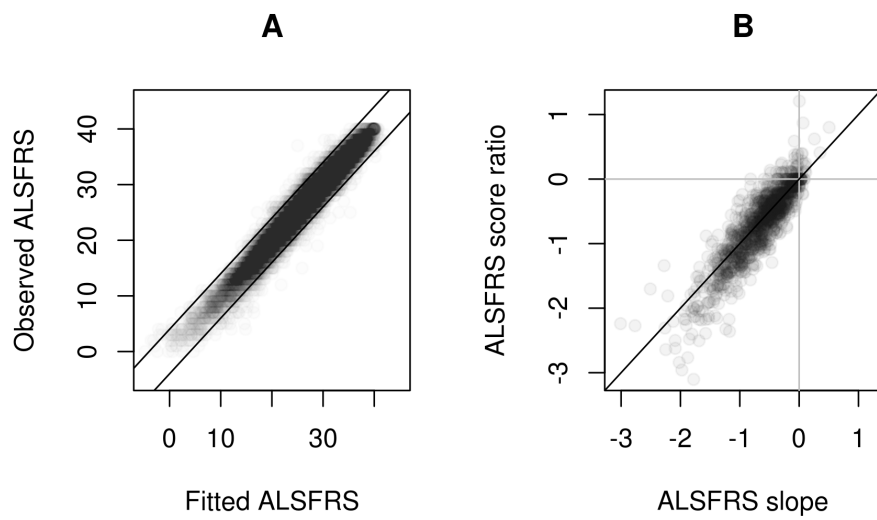 A
Observed ALSFRS
40
30
20
10
0
0 10 30
Fitted ALSFRS
B
ALSFRS score ratio
1
0
-1
-2
-3
-3 -2 -1 0 1
ALSFRS slope